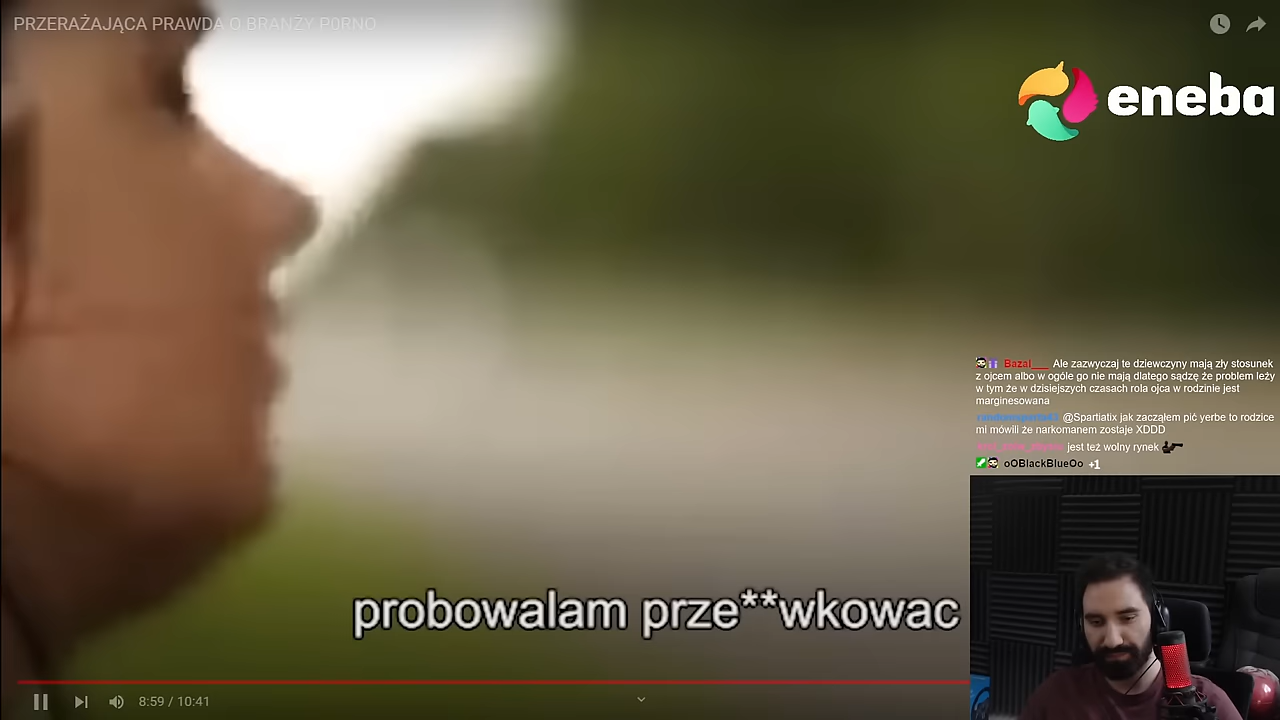 PRZERAŻAJĄCA PRAWDA O BRANŻY P0RNO
eneba
Bazal___ Ale zazwyczaj te dziewczyny mają zły stosunek
z ojcem albo w ogóle go nie mają dlatego sądzę że problem leży
w tym że w dzisiejszych czasach rola ojca w rodzinie jest
marginesowana
@Spartiatix jak zacząłem pić yerbe to rodzice
mi mówili że narkomanem zostaje XDDD
jest też wolny rynek
oOBlackBlueOo +1
probowalam prze**wkowac
8:59 / 10:41